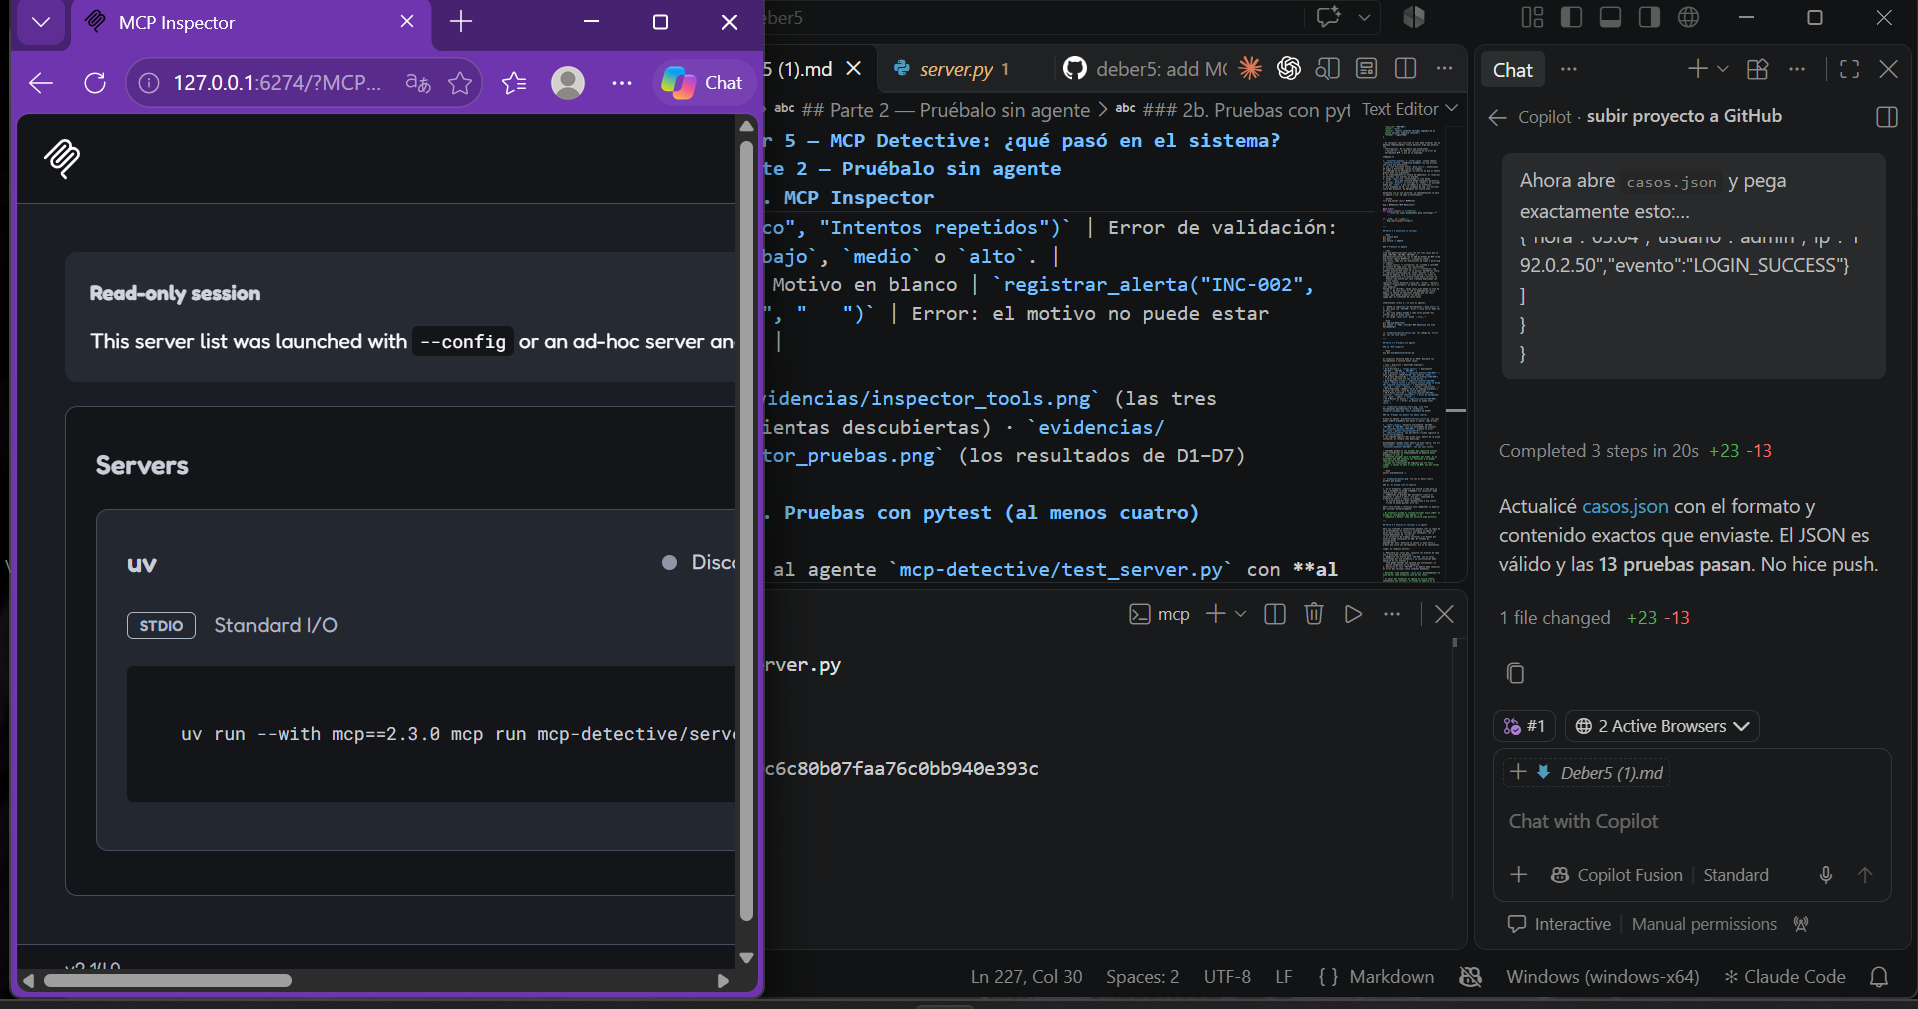 MCP Inspector
127.0.0.1:6274/?MCP...
Chat
Read-only session
This server list was launched with --config or an ad-hoc server an
Servers
uv
Disc
STDIO Standard I/O
uv run --with mcp==2.3.0 mcp run mcp-detective/serv
eber5
5 (1).md
server.py 1
deber5: add M
## Parte 2 — Pruébalo sin agente > ### 2b. Pruebas con pyt
Text Editor
r 5 — MCP Detective: ¿qué pasó en el sistema?
te 2 — Pruébalo sin agente
. MCP Inspector
co", "Intentos repetidos")` | Error de validación:
bajo`, `medio` o `alto`. |
Motivo en blanco | `registrar_alerta("INC-002",
", "   ")` | Error: el motivo no puede estar
|
videncias/inspector_tools.png` (las tres
ientas descubiertas) · `evidencias/
tor_pruebas.png` (los resultados de D1–D7)
. Pruebas con pytest (al menos cuatro)
al agente `mcp-detective/test_server.py` con **al
mcp
rver.py
c6c80b07faa76c0bb940e393c
Chat
Copilot · subir proyecto a GitHub
Ahora abre casos.json y pega
exactamente esto:...
{"hora":"03:04","usuario":"admin","ip":"1
92.0.2.50","evento":"LOGIN_SUCCESS"}
]
}
}
Completed 3 steps in 20s +23 -13
Actualicé casos.json con el formato y
contenido exactos que enviaste. El JSON es
válido y las 13 pruebas pasan. No hice push.
1 file changed +23 -13
#1
2 Active Browsers
Deber5 (1).md
Chat with Copilot
Copilot Fusion | Standard
Interactive | Manual permissions
Ln 227, Col 30
Spaces: 2
UTF-8
LF
{ } Markdown
Windows (windows-x64)
Claude Code